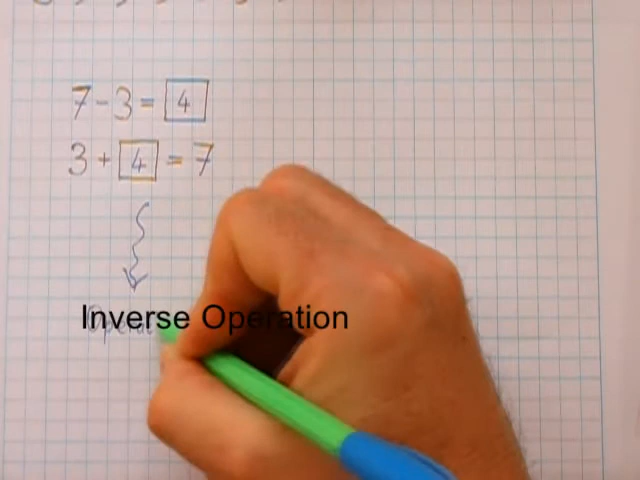 7 - 3 = 4
3 + 4 = 7
Inverse Operation